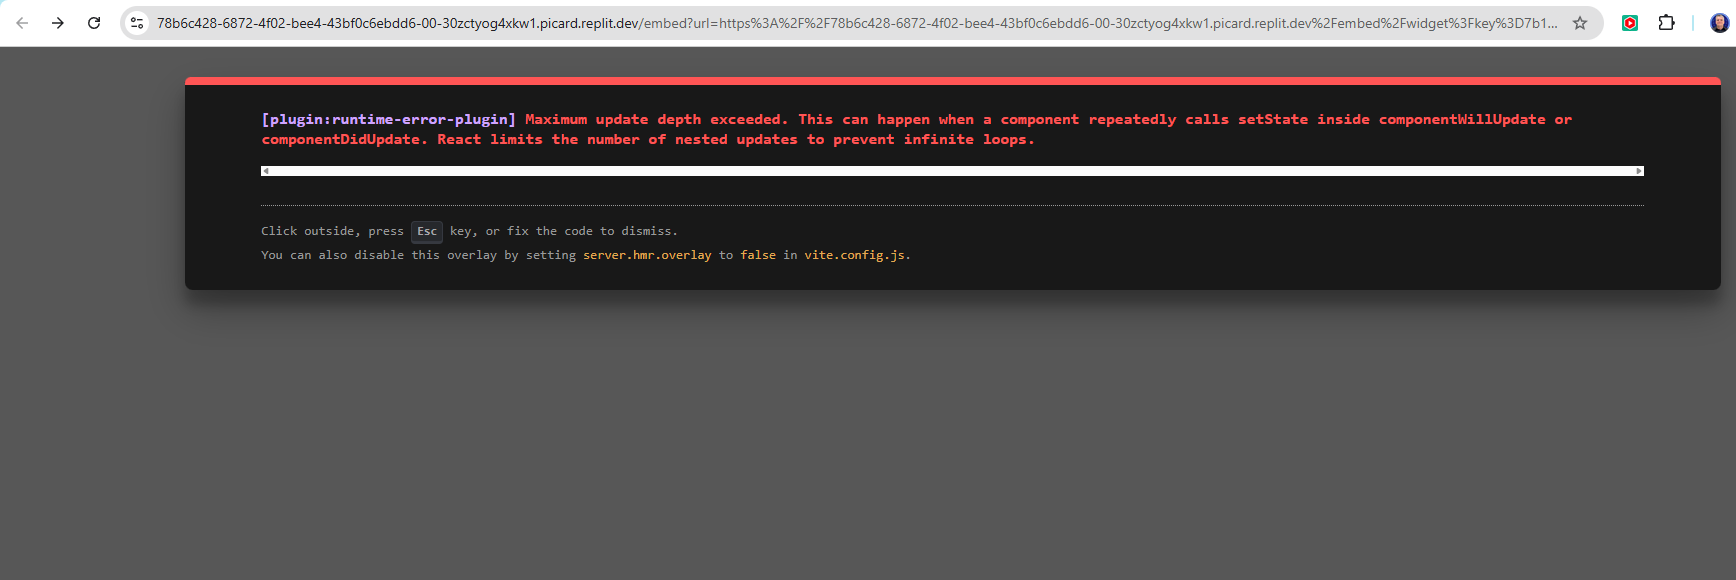 78b6c428-6872-4f02-bee4-43bf0c6ebdd6-00-30zctyog4xkw1.picard.replit.dev/embed?url=https%3A%2F%2F78b6c428-6872-4f02-bee4-43bf0c6ebdd6-00-30zctyog4xkw1.picard.replit.dev%2Fembed%2Fwidget%3Fkey%3D7b1...
[plugin:runtime-error-plugin] Maximum update depth exceeded. This can happen when a component repeatedly calls setState inside componentWillUpdate or
componentDidUpdate. React limits the number of nested updates to prevent infinite loops.
Click outside, press Esc key, or fix the code to dismiss.
You can also disable this overlay by setting server.hmr.overlay to false in vite.config.js.